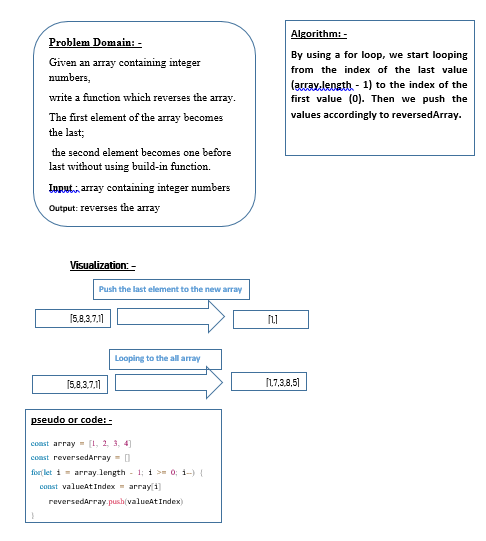 Problem Domain: -
Given an array containing integer
numbers,
write a function which reverses the array.
The first element of the array becomes
the last;
the second element becomes one before
last without using build-in function.
Input : array containing integer numbers
Output: reverses the array
Algorithm: -
By using a for loop, we start looping
from the index of the last value
(array.length - 1) to the index of the
first value (0). Then we push the
values accordingly to reversedArray.
Visualization: -
Push the last element to the new array
[5,8,3,7,1]
[1,]
Looping to the all array
[5,8,3,7,1]
[1,7,3,8,5]
pseudo or code: -
const array = [1, 2, 3, 4]
const reversedArray = []
for(let i = array.length - 1; i >= 0; i--) {
const valueAtIndex = array[i]
reversedArray.push(valueAtIndex)
}